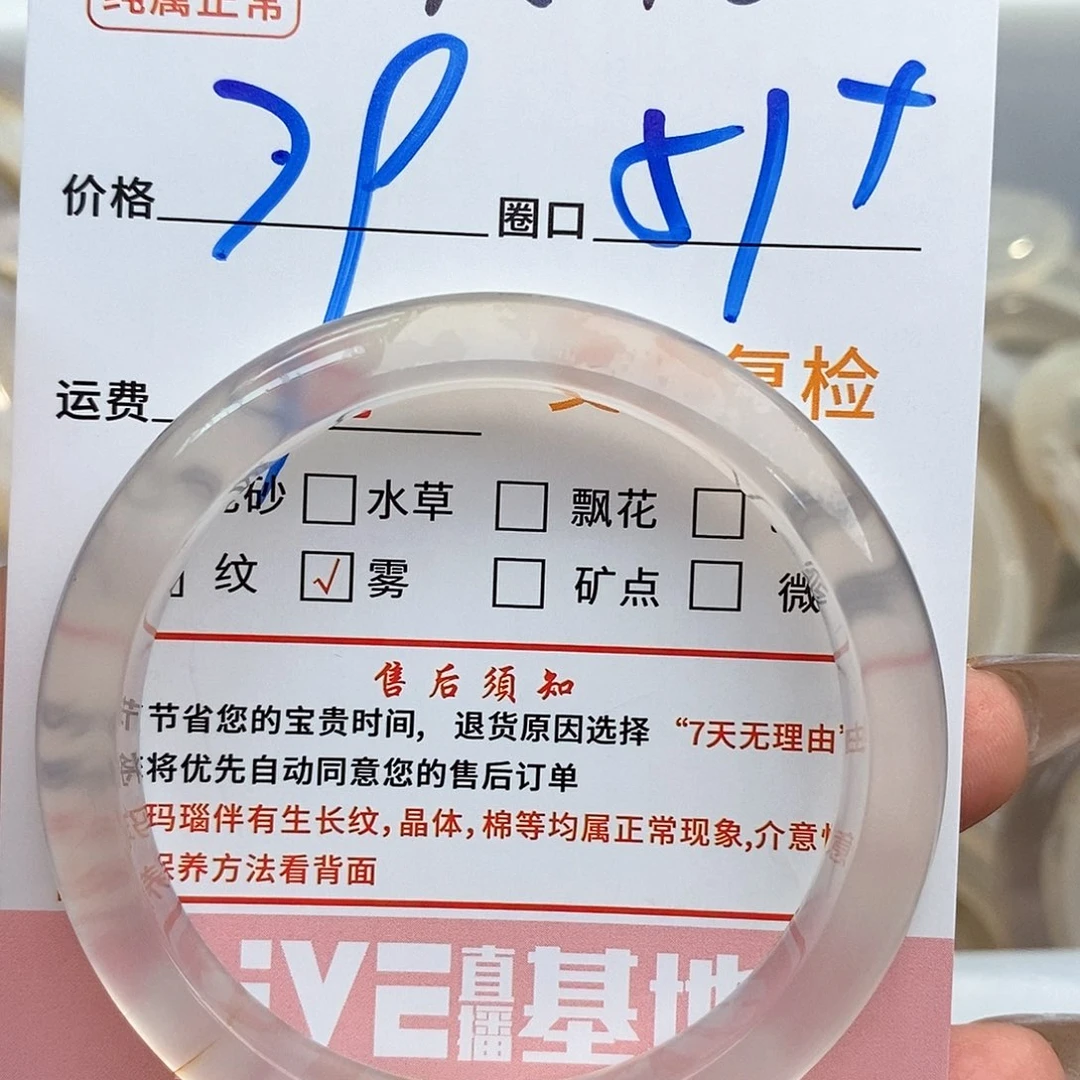 纯属正常
价格 39 圈口 51+
运费
复检
砂 □ 水草 □ 飘花 □
纹 ☑ 雾 □ 矿点 □ 微
售后须知
节省您的宝贵时间, 退货原因选择 “7天无理由”
将优先自动同意您的售后订单
玛瑙伴有生长纹,晶体,棉等均属正常现象,介意
保养方法看背面
iYE直播基地